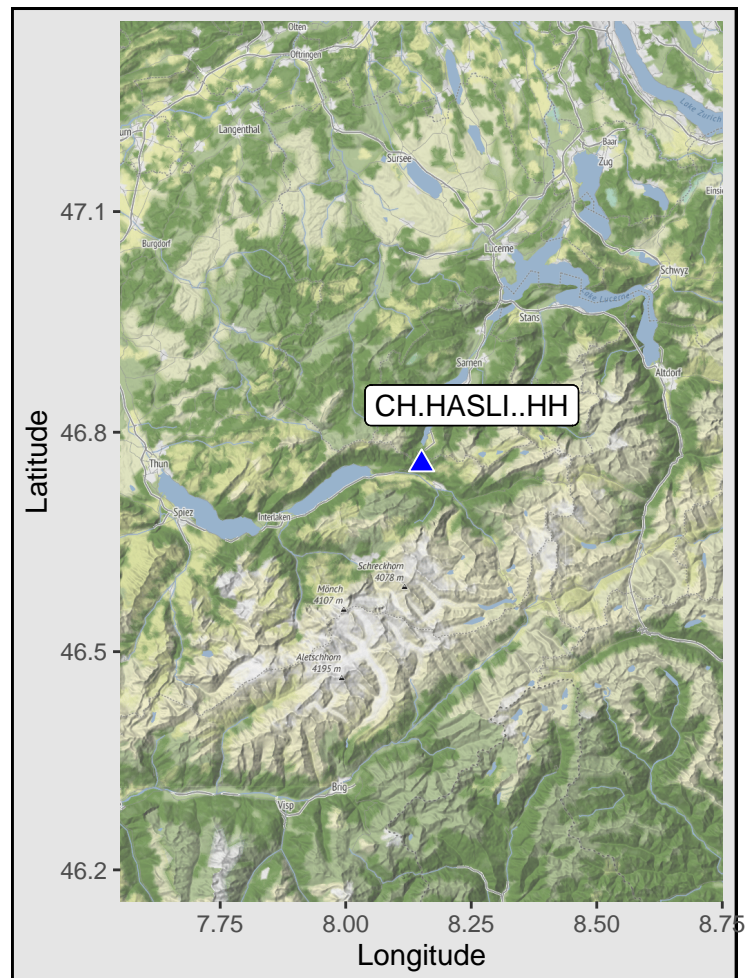 Olten
Oftringen
Lake Zurich
Langenthal
Baar
Sursee
Zug
47.1
Burgdorf
Lucerne
Schwyz
Lake Lucerne
Stans
Sarnen
Altdorf
CH.HASLI..HH
46.8
Latitude
Thun
Spiez
Interlaken
Schreckhorn
4078 m
Mönch
4107 m
46.5
Aletschhorn
4195 m
Brig
Visp
46.2
7.75 8.00 8.25 8.50 8.75
Longitude